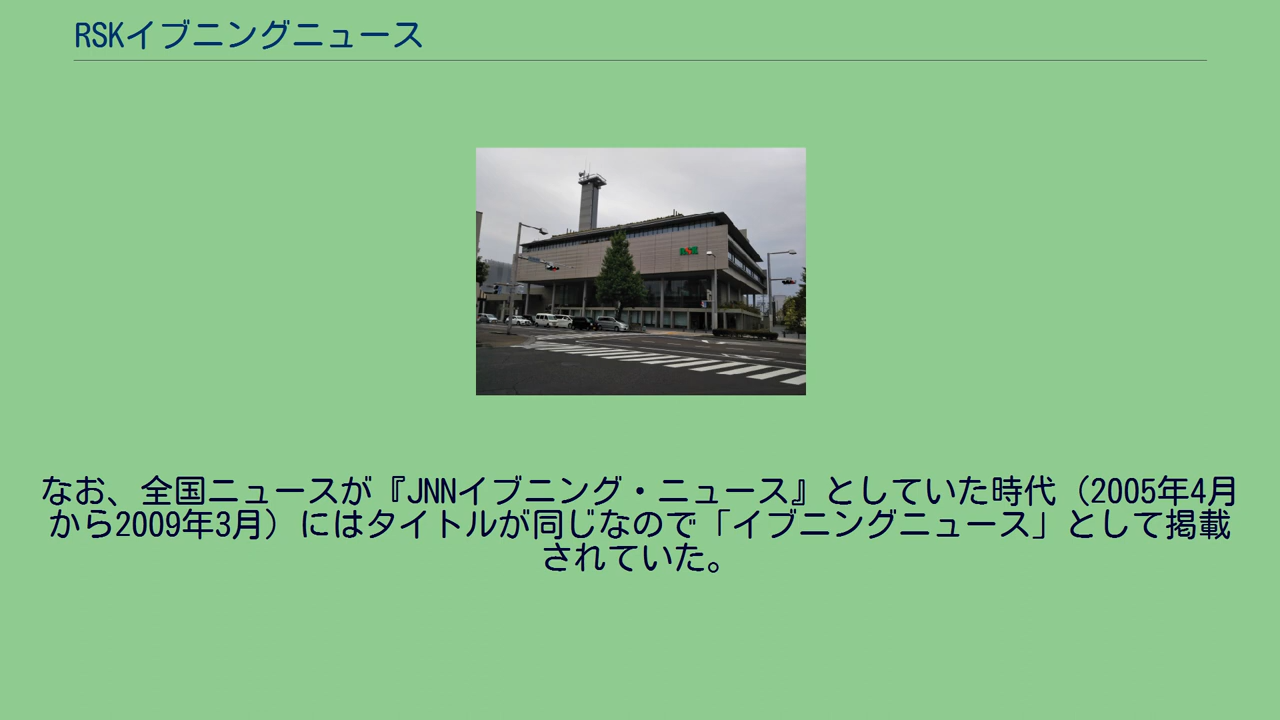 RSKイブニングニュース
RSK
なお、全国ニュースが『JNNイブニング・ニュース』としていた時代（2005年4月
から2009年3月）にはタイトルが同じなので「イブニングニュース」として掲載
されていた。